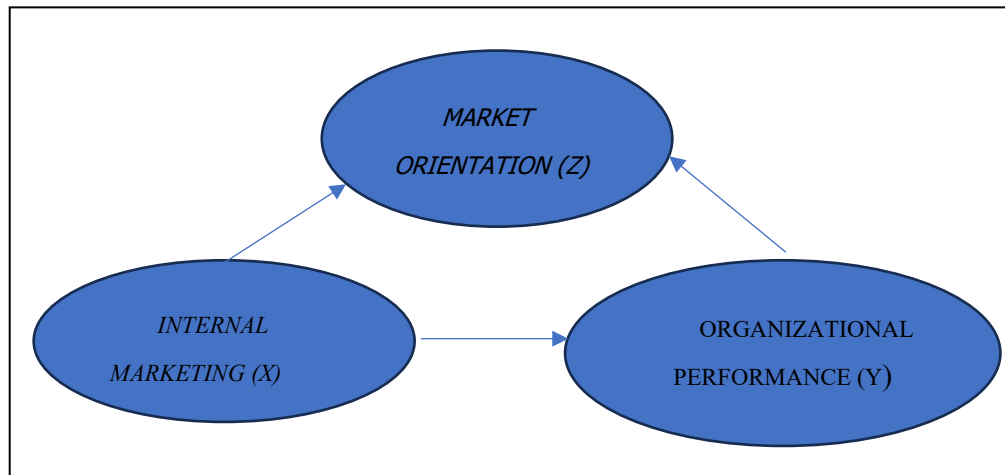 MARKET
ORIENTATION (Z)
INTERNAL
MARKETING (X)
ORGANIZATIONAL
PERFORMANCE (Y)